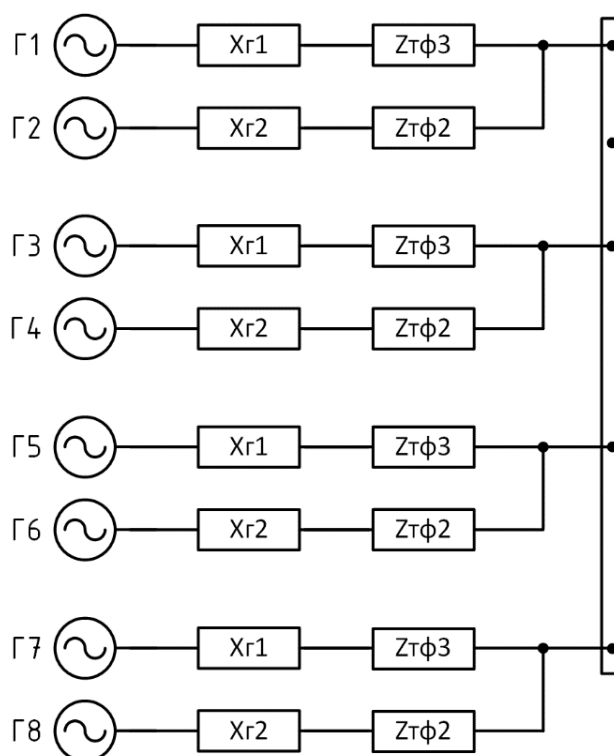 Г1 Xг1 Zтф3
Г2 Xг2 Zтф2
Г3 Xг1 Zтф3
Г4 Xг2 Zтф2
Г5 Xг1 Zтф3
Г6 Xг2 Zтф2
Г7 Xг1 Zтф3
Г8 Xг2 Zтф2